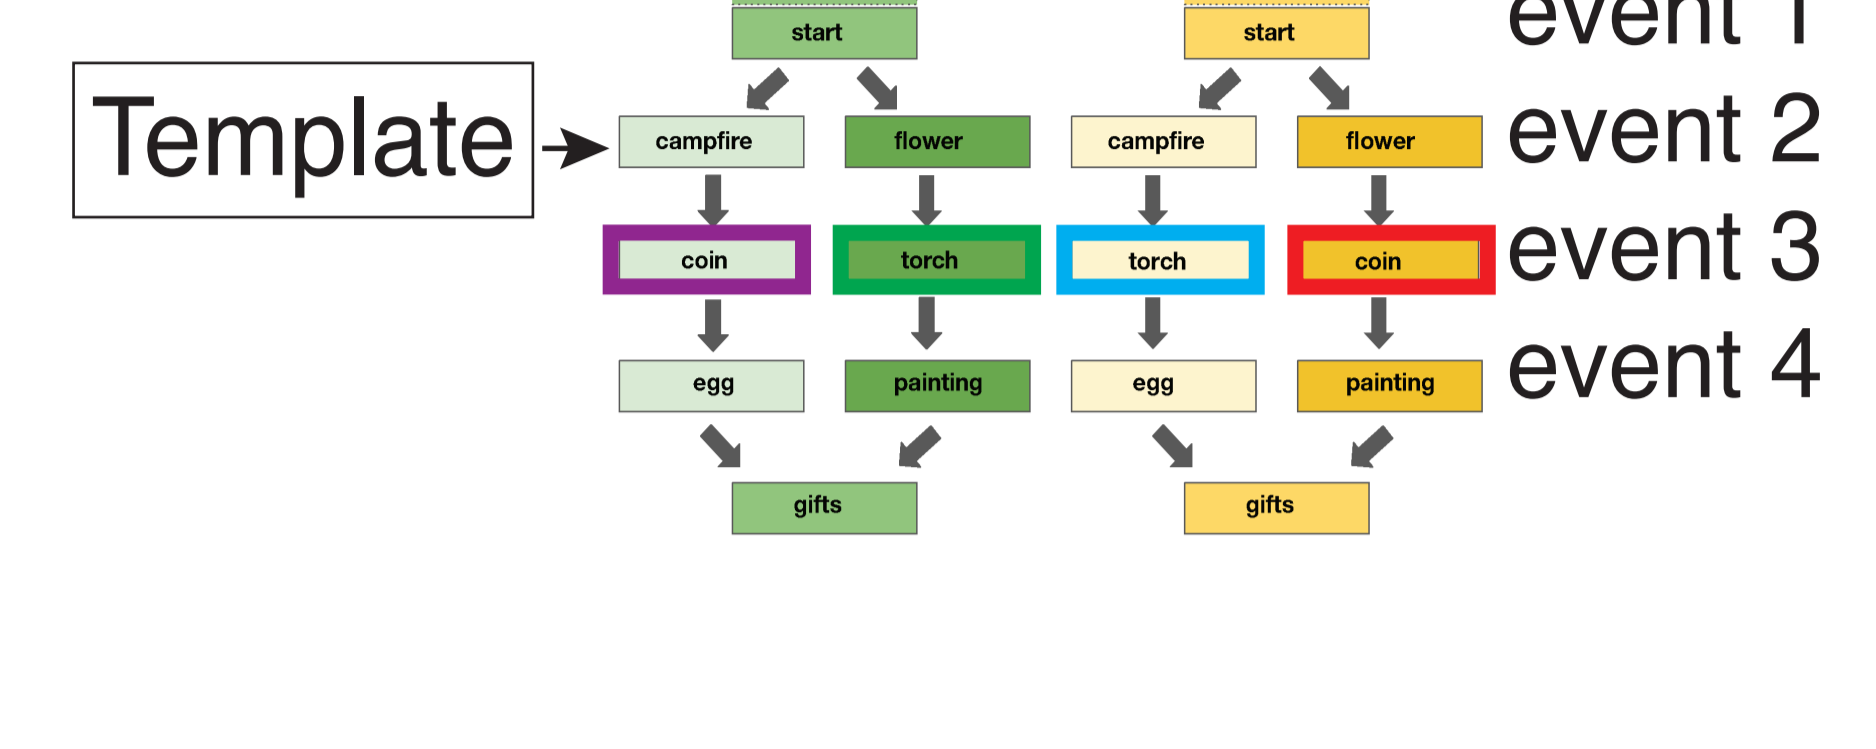 start start event 1
Template campfire flower campfire flower event 2
coin torch torch coin event 3
egg painting egg painting event 4
gifts gifts